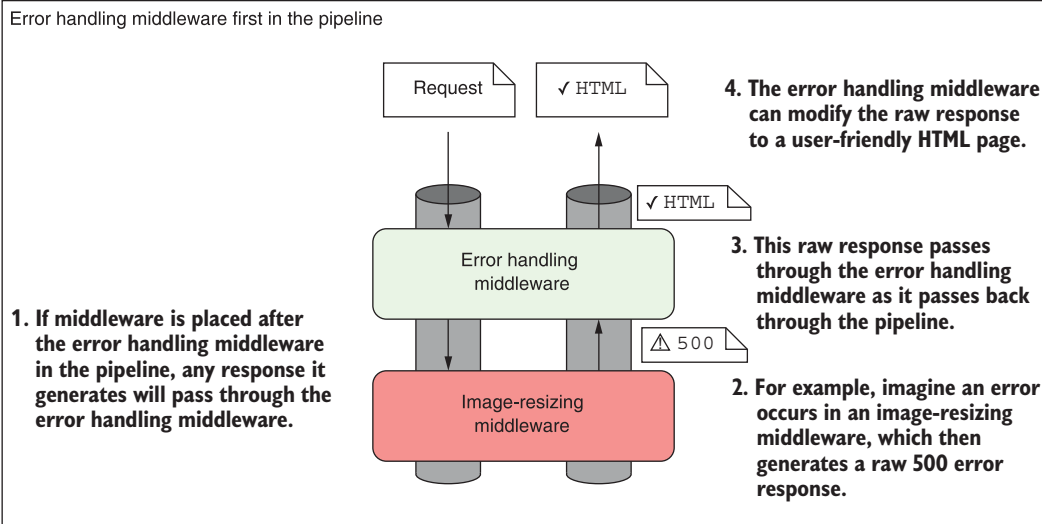 Error handling middleware first in the pipeline
Request
✓ HTML
4. The error handling middleware
can modify the raw response
to a user-friendly HTML page.
✓ HTML
Error handling
middleware
3. This raw response passes
through the error handling
middleware as it passes back
through the pipeline.
1. If middleware is placed after
the error handling middleware
in the pipeline, any response it
generates will pass through the
error handling middleware.
⚠ 500
Image-resizing
middleware
2. For example, imagine an error
occurs in an image-resizing
middleware, which then
generates a raw 500 error
response.